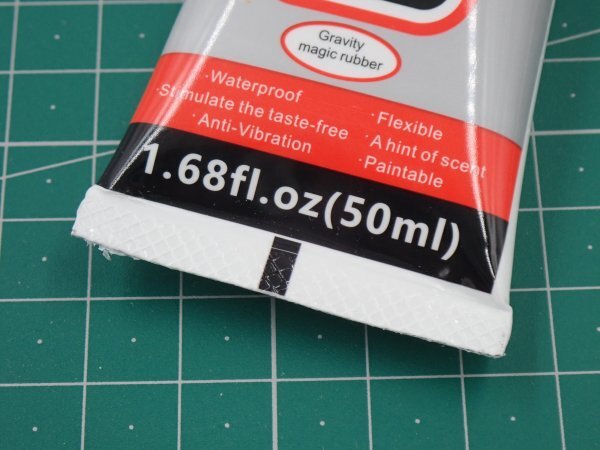 Gravity
magic rubber
·Waterproof
·Stimulate the taste-free
·Anti-Vibration
·Flexible
·A hint of scent
·Paintable
1.68fl.oz(50ml)